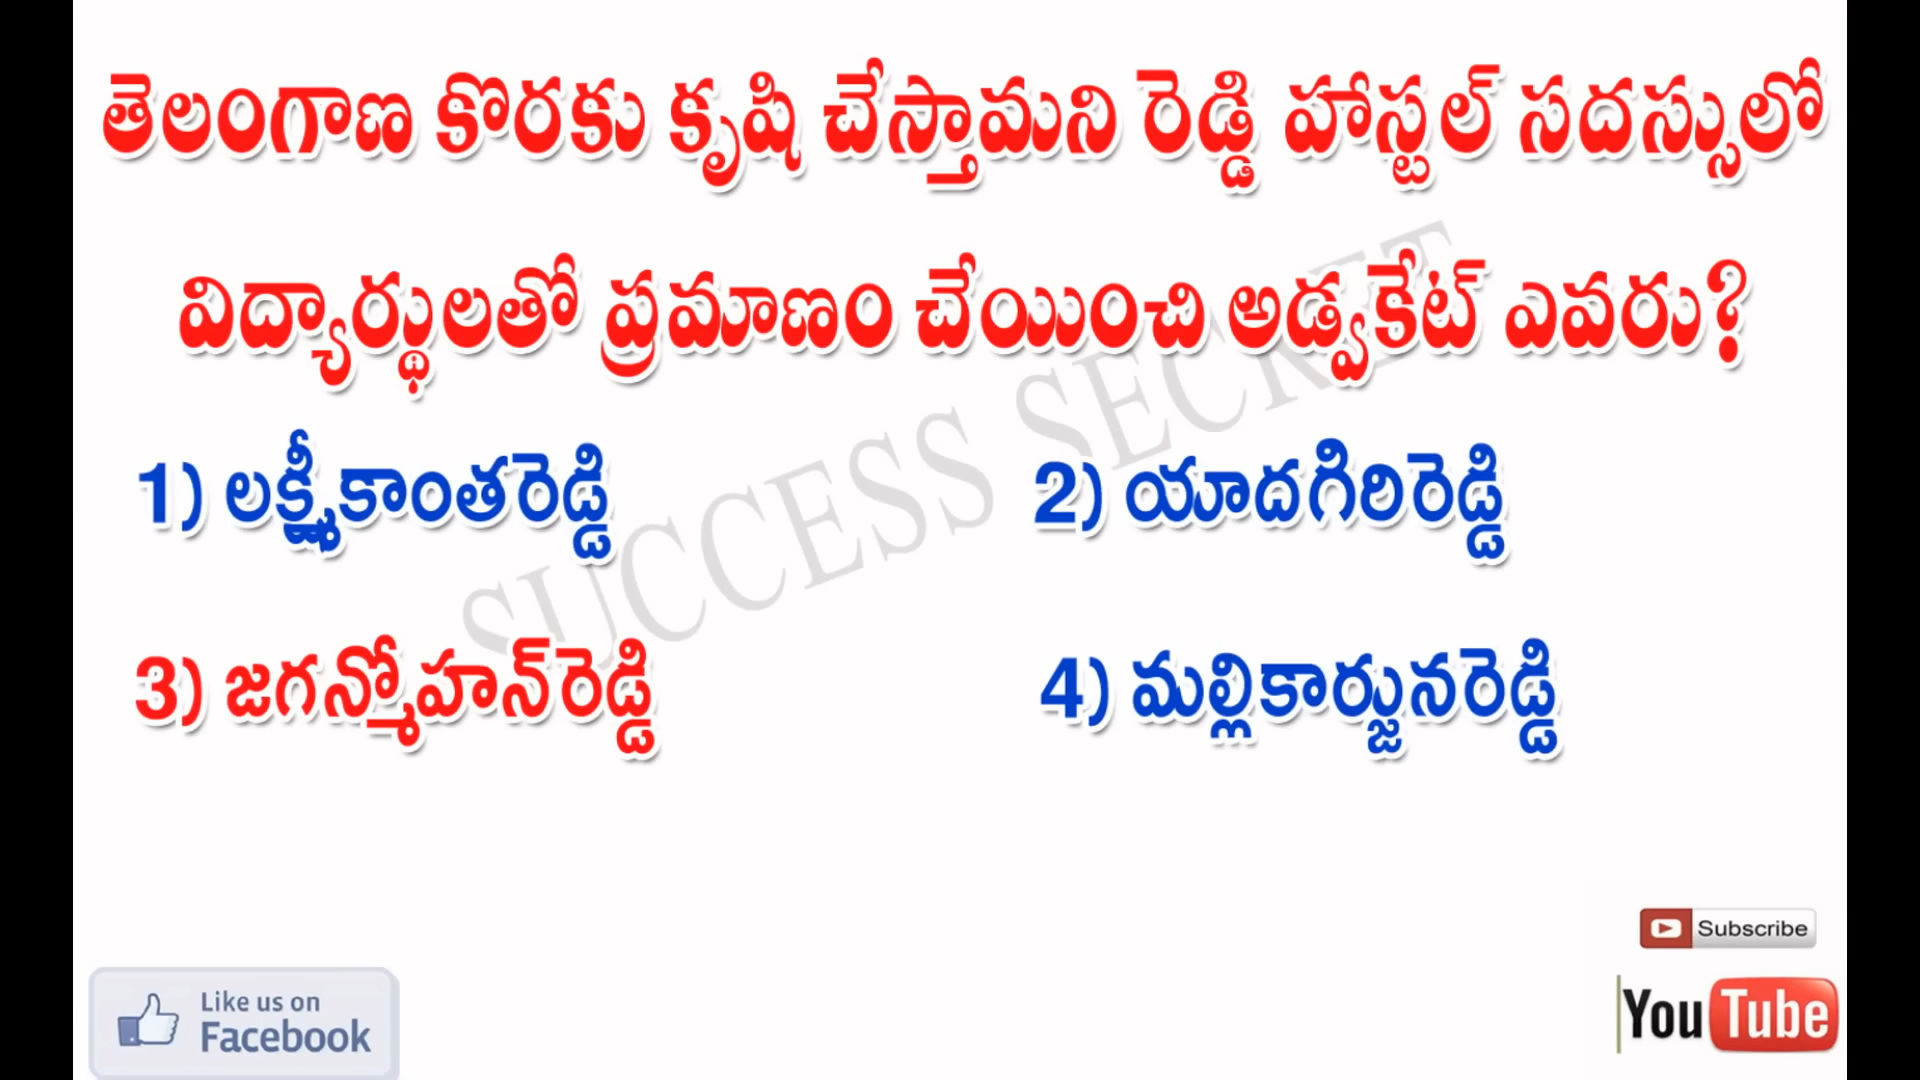 తెలంగాణ కొరకు కృషి చేస్తామని రెడ్డి హాస్టల్ సదస్సులో
విద్యార్థులతో ప్రమాణం చేయించి అడ్వకేట్ ఎవరు?
1) లక్ష్మీకాంతరెడ్డి
2) యాదగిరిరెడ్డి
3) జగన్మోహన్‌రెడ్డి
4) మల్లికార్జునరెడ్డి
SUCCESS SECRET
Subscribe
Like us on
Facebook
YouTube